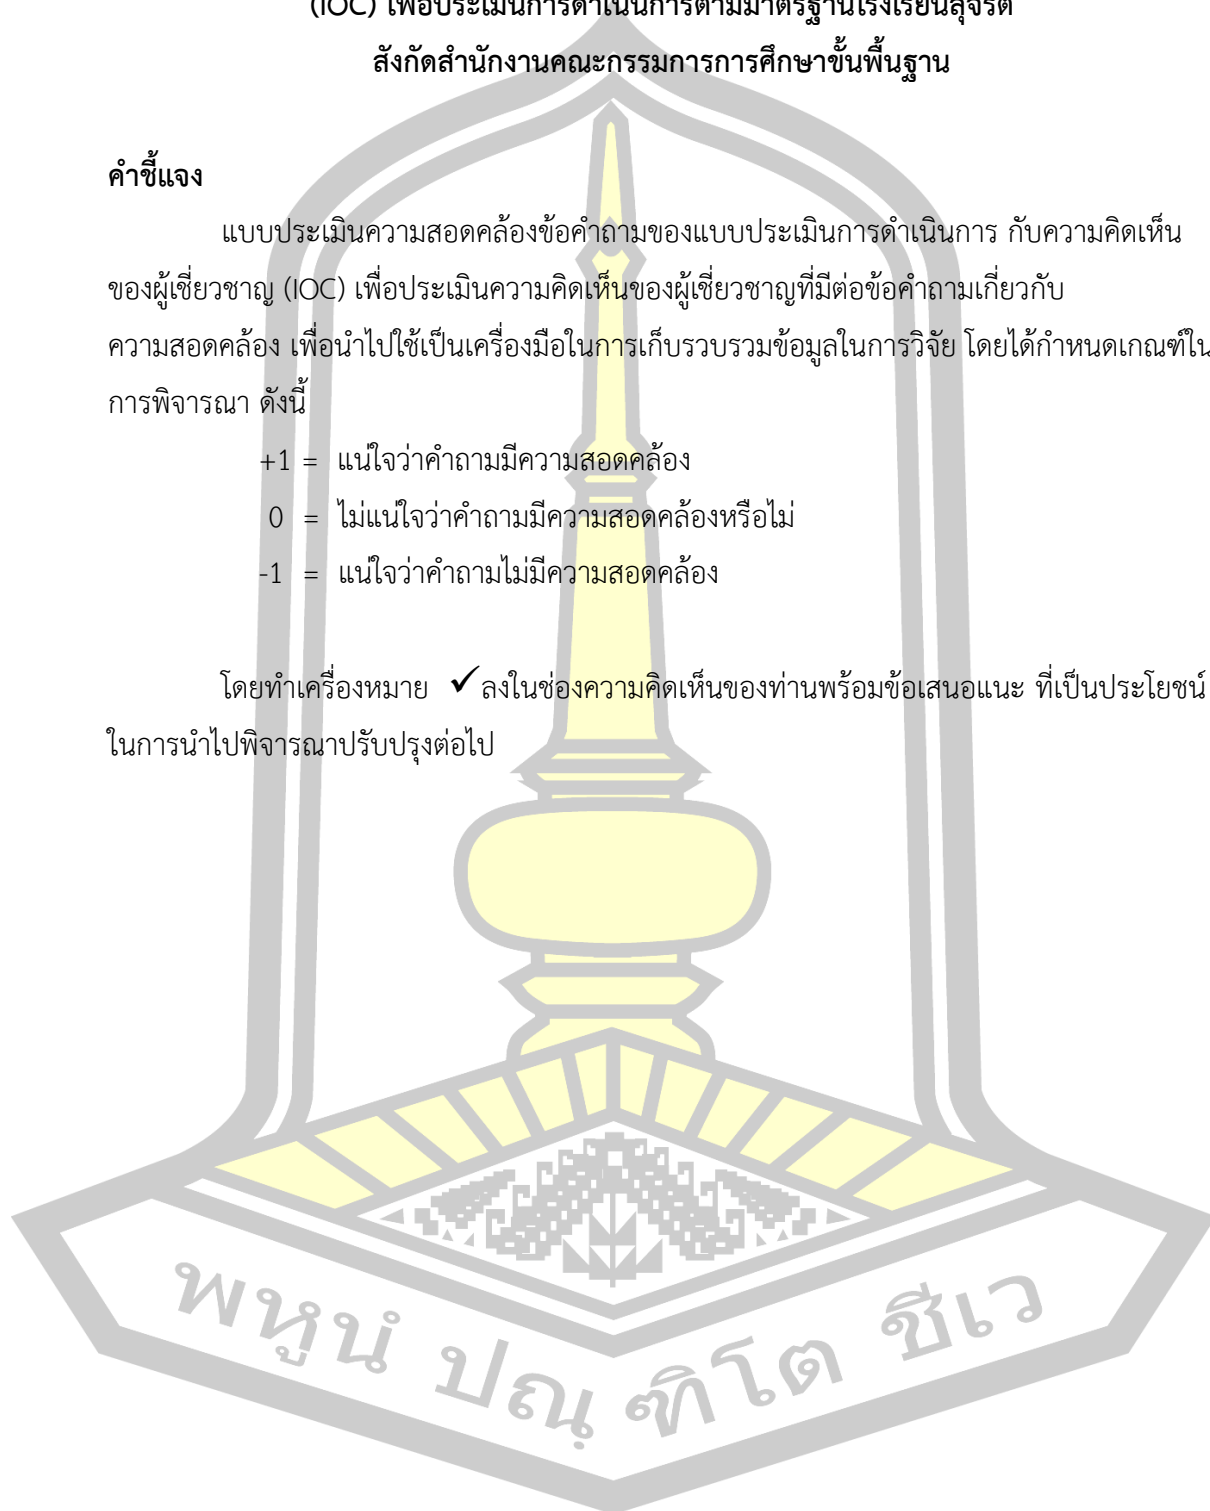 (IOC) เพื่อประเมินการดำเนินการตามมาตรฐานโรงเรียนสุจริต
สังกัดสำนักงานคณะกรรมการการศึกษาขั้นพื้นฐาน
คำชี้แจง
แบบประเมินความสอดคล้องข้อคำถามของแบบประเมินการดำเนินการ กับความคิดเห็น
ของผู้เชี่ยวชาญ (IOC) เพื่อประเมินความคิดเห็นของผู้เชี่ยวชาญที่มีต่อข้อคำถามเกี่ยวกับ
ความสอดคล้อง เพื่อนำไปใช้เป็นเครื่องมือในการเก็บรวบรวมข้อมูลในการวิจัย โดยได้กำหนดเกณฑ์ใน
การพิจารณา ดังนี้
+1 = แน่ใจว่าคำถามมีความสอดคล้อง
0 = ไม่แน่ใจว่าคำถามมีความสอดคล้องหรือไม่
-1 = แน่ใจว่าคำถามไม่มีความสอดคล้อง
โดยทำเครื่องหมาย ✓ ลงในช่องความคิดเห็นของท่านพร้อมข้อเสนอแนะ ที่เป็นประโยชน์
ในการนำไปพิจารณาปรับปรุงต่อไป
พหูนํ ปณฺ ฑิโต ชีเว